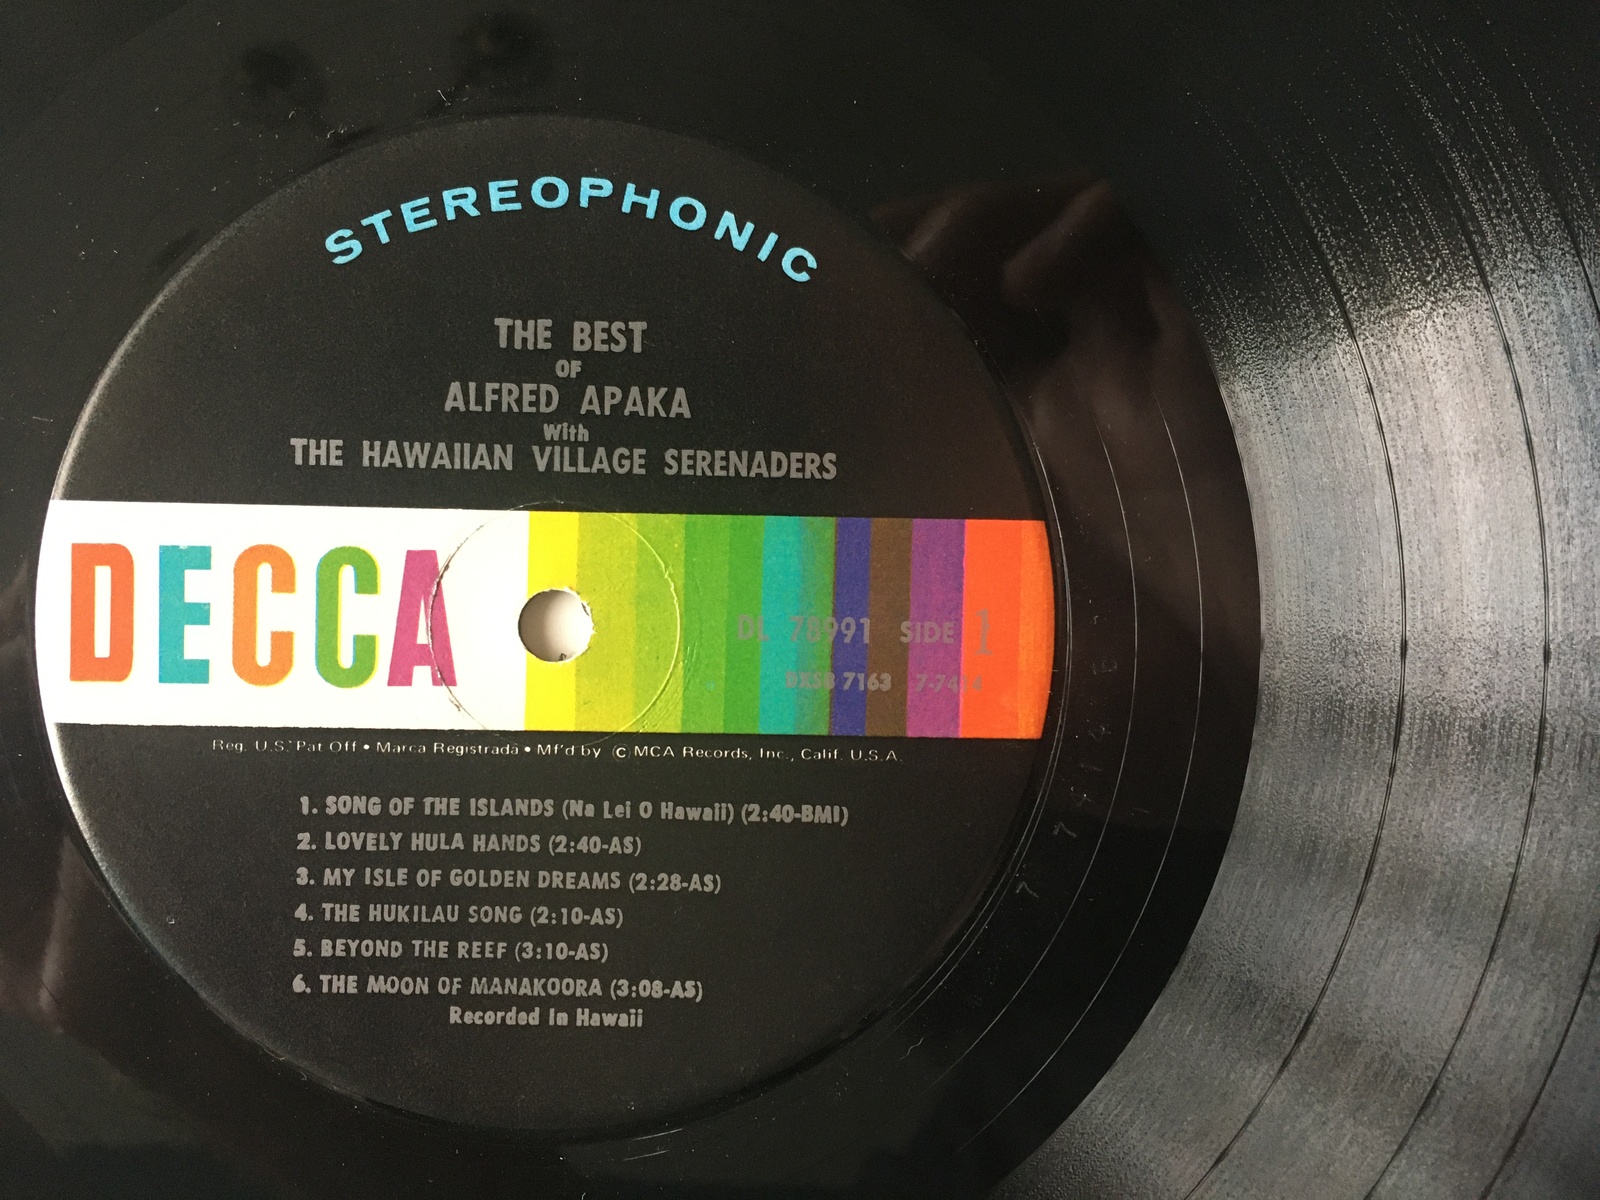 STEREOPHONIC
THE BEST
OF
ALFRED APAKA
With
THE HAWAIIAN VILLAGE SERENADERS
DECCA
DL 78991 SIDE 1
7163
Reg. U.S. Pat Off • Marca Registrada • Mf'd by © MCA Records, Inc., Calif. U.S.A.
1. SONG OF THE ISLANDS (Na Lei O Hawaii) (2:40-BMI)
2. LOVELY HULA HANDS (2:40-AS)
3. MY ISLE OF GOLDEN DREAMS (2:28-AS)
4. THE HUKILAU SONG (2:10-AS)
5. BEYOND THE REEF (3:10-AS)
6. THE MOON OF MANAKOORA (3:08-AS)
Recorded In Hawaii